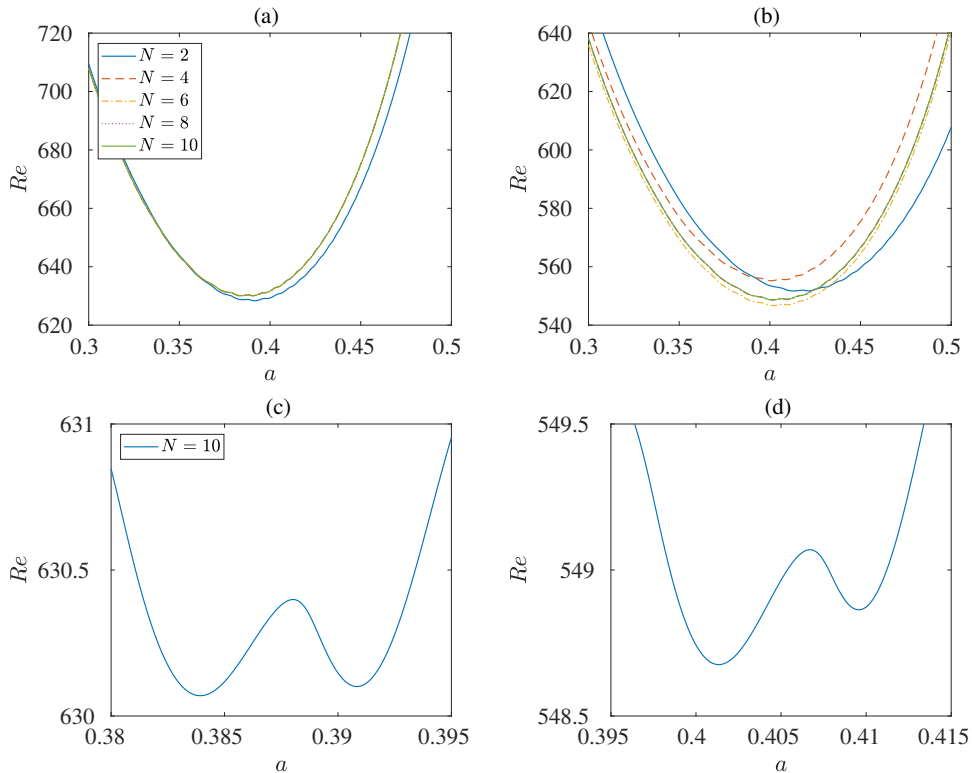 (a)
720
700
680
660
640
620
Re
0.3 0.35 0.4 0.45 0.5
a
N = 2
N = 4
N = 6
N = 8
N = 10
(b)
640
620
600
580
560
540
Re
0.3 0.35 0.4 0.45 0.5
a
(c)
631
630.5
630
Re
0.38 0.385 0.39 0.395
a
N = 10
(d)
549.5
549
548.5
Re
0.395 0.4 0.405 0.41 0.415
a